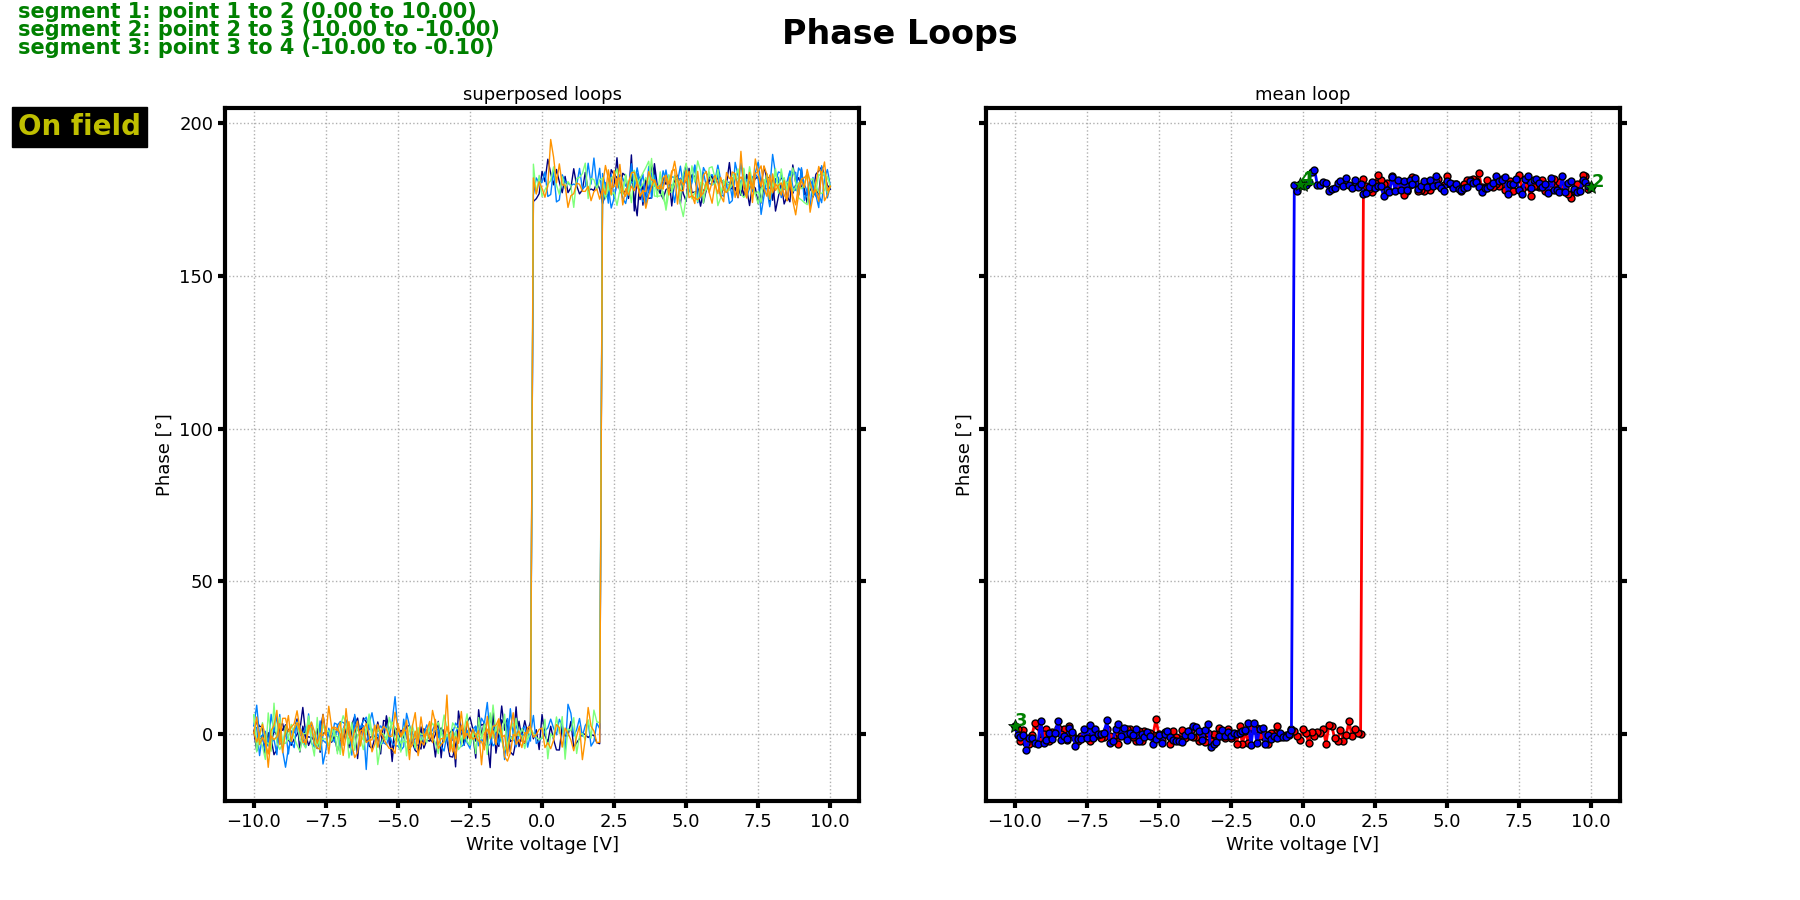 segment 1: point 1 to 2 (0.00 to 10.00)
segment 2: point 2 to 3 (10.00 to -10.00)
segment 3: point 3 to 4 (-10.00 to -0.10)
Phase Loops
On field
superposed loops
200
150
100
50
0
Phase [°]
−10.0 −7.5 −5.0 −2.5 0.0 2.5 5.0 7.5 10.0
Write voltage [V]
mean loop
4
2
3
Phase [°]
−10.0 −7.5 −5.0 −2.5 0.0 2.5 5.0 7.5 10.0
Write voltage [V]